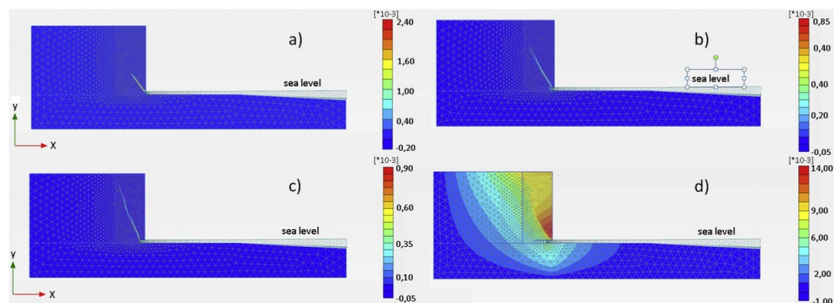 [*10-3]
2,40
a)
1,60
1,00
sea level
0,40
-0,20
y
x
[*10-3]
0,85
b)
0,40
sea level
0,40
0,20
-0,05
[*10-3]
0,90
c)
0,60
sea level
0,35
0,10
-0,05
y
x
[*10-3]
14,00
d)
9,00
sea level
6,00
2,00
-1,00